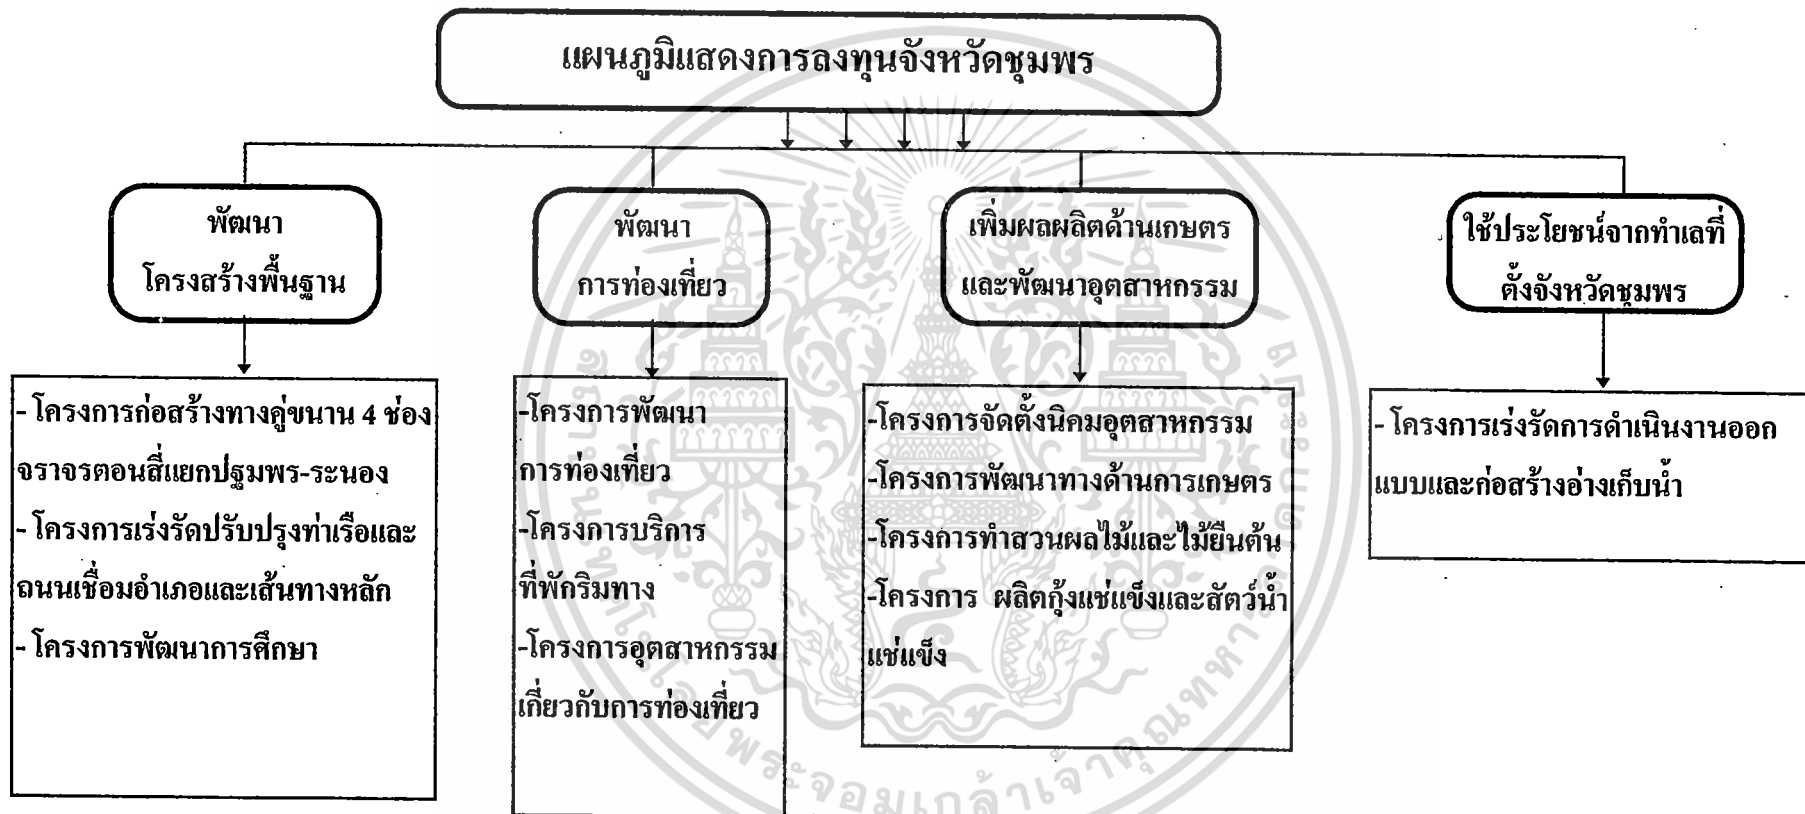 แผนภูมิแสดงการลงทุนจังหวัดชุมพร
พัฒนา
โครงสร้างพื้นฐาน
พัฒนา
การท่องเที่ยว
เพิ่มผลผลิตด้านเกษตร
และพัฒนาอุตสาหกรรม
ใช้ประโยชน์จากทำเลที่
ตั้งจังหวัดชุมพร
- โครงการก่อสร้างทางคู่ขนาน 4 ช่อง
จราจรตอนสี่แยกปฐมพร-ระนอง
- โครงการเร่งรัดปรับปรุงท่าเรือและ
ถนนเชื่อมอำเภอและเส้นทางหลัก
- โครงการพัฒนาการศึกษา
-โครงการพัฒนา
การท่องเที่ยว
-โครงการบริการ
ที่พักริมทาง
-โครงการอุตสาหกรรม
เกี่ยวกับการท่องเที่ยว
-โครงการจัดตั้งนิคมอุตสาหกรรม
-โครงการพัฒนาทางด้านการเกษตร
-โครงการทำสวนผลไม้และไม้ยืนต้น
-โครงการ ผลิตกุ้งแช่แข็งและสัตว์น้ำ
แช่แข็ง
- โครงการเร่งรัดการดำเนินงานออก
แบบและก่อสร้างอ่างเก็บน้ำ